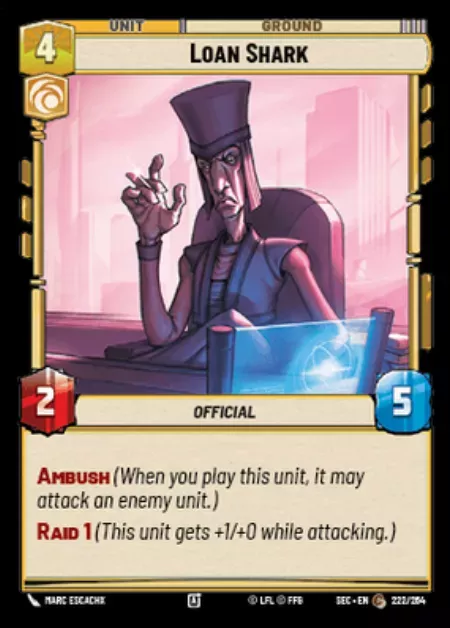 UNIT GROUND
4 LOAN SHARK
2 OFFICIAL 5
AMBUSH (When you play this unit, it may
attack an enemy unit.)
RAID 1 (This unit gets +1/+0 while attacking.)
MARC ESCACHX A © LFL © FFG SEC • EN C 222/264